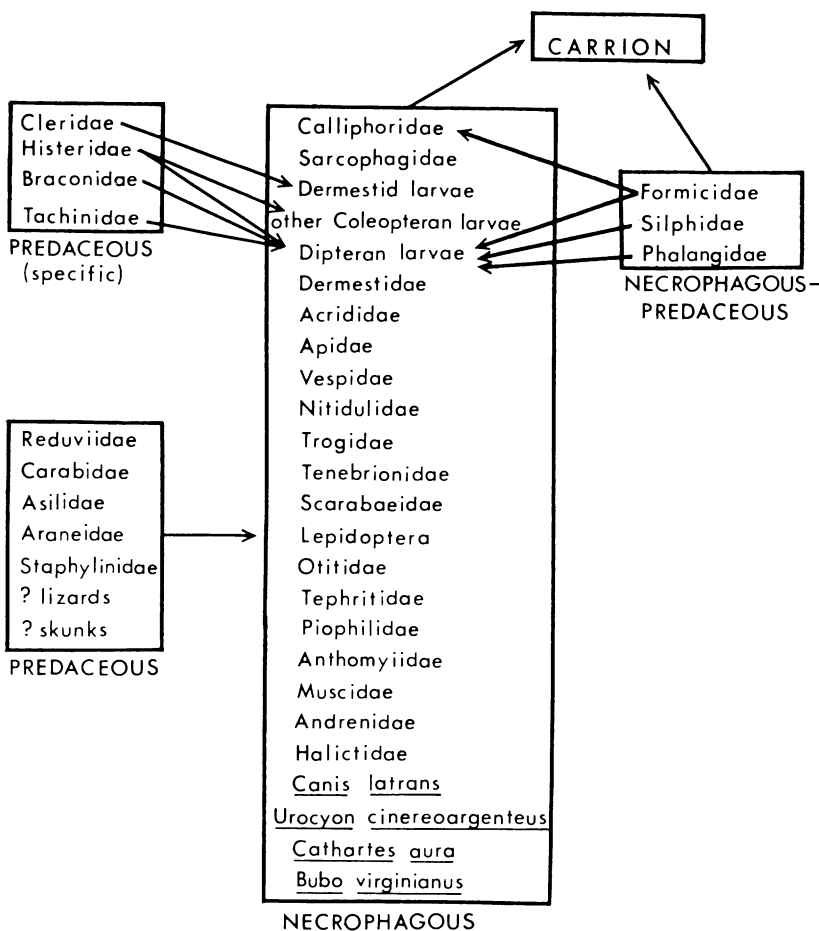 CARRION
Cleridae
Histeridae
Braconidae
Tachinidae
PREDACEOUS
(specific)
Reduviidae
Carabidae
Asilidae
Araneidae
Staphylinidae
? lizards
? skunks
PREDACEOUS
Calliphoridae
Sarcophagidae
Dermestid larvae
other Coleopteran larvae
Dipteran larvae
Dermestidae
Acrididae
Apidae
Vespidae
Nitidulidae
Trogidae
Tenebrionidae
Scarabaeidae
Lepidoptera
Otitidae
Tephritidae
Piophilidae
Anthomyiidae
Muscidae
Andrenidae
Halictidae
Canis latrans
Urocyon cinereoargenteus
Cathartes aura
Bubo virginianus
NECROPHAGOUS
Formicidae
Silphidae
Phalangidae
NECROPHAGOUS-
PREDACEOUS